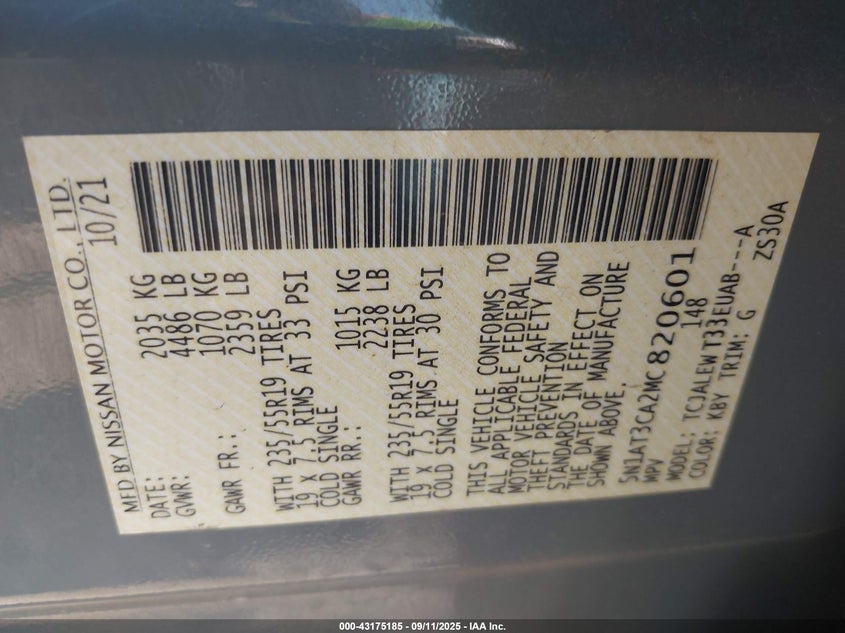 MFD BY NISSAN MOTOR CO., LTD.
DATE: 10/21
GVWR: 2035 KG
4486 LB
GAWR FR.: 1070 KG
2359 LB
WITH 235/55R19 TIRES
19 X 7.5 RIMS AT 33 PSI
COLD SINGLE
GAWR RR.: 1015 KG
2238 LB
WITH 235/55R19 TIRES
19 X 7.5 RIMS AT 30 PSI
COLD SINGLE
THIS VEHICLE CONFORMS TO
ALL APPLICABLE FEDERAL
MOTOR VEHICLE SAFETY AND
THEFT PREVENTION
STANDARDS IN EFFECT ON
THE DATE OF MANUFACTURE
SHOWN ABOVE.
5N1AT3CA2MC820601
MPV 148
MODEL: TCJALEW T33EUAB---A
COLOR: KBY TRIM: G ZS30A
000-43175185 - 09/11/2025 - IAA Inc.